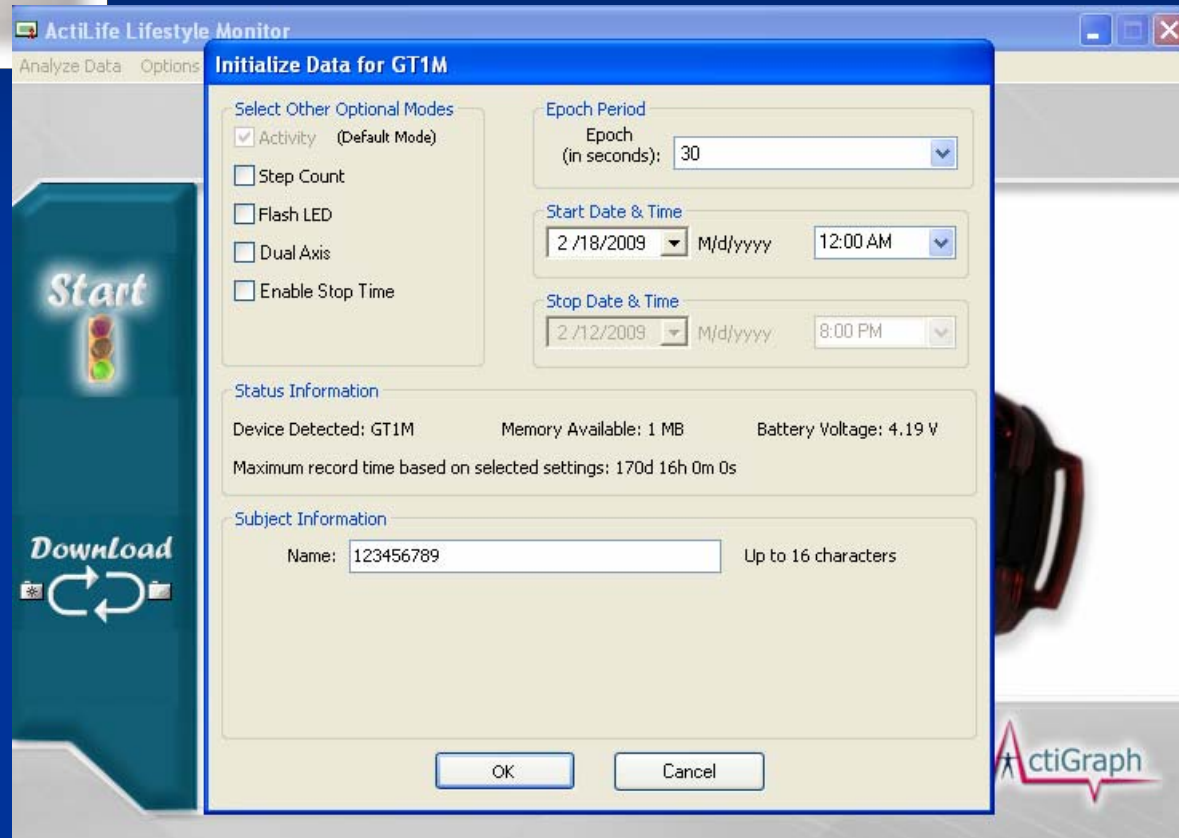 ActiLife Lifestyle Monitor
Analyze Data Options
Initialize Data for GT1M
Select Other Optional Modes
Activity (Default Mode)
Step Count
Flash LED
Dual Axis
Enable Stop Time
Epoch Period
Epoch
(in seconds): 30
Start Date & Time
2 /18/2009 M/d/yyyy 12:00 AM
Stop Date & Time
2 /12/2009 M/d/yyyy 8:00 PM
Status Information
Device Detected: GT1M Memory Available: 1 MB Battery Voltage: 4.19 V
Maximum record time based on selected settings: 170d 16h 0m 0s
Subject Information
Name: 123456789 Up to 16 characters
OK Cancel
Start
Download
ActiGraph